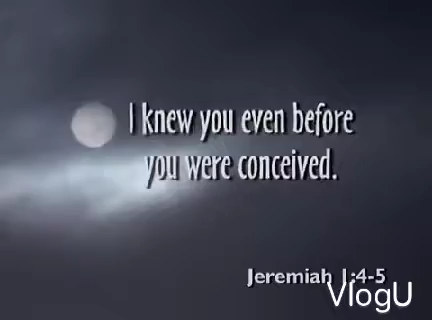 I knew you even before
you were conceived.
Jeremiah 1:4-5
VlogU